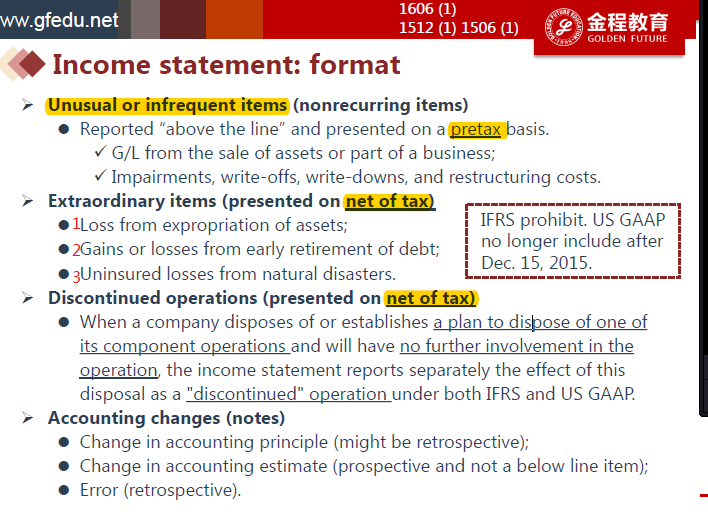 ww.gfedu.net
1606 (1)
1512 (1) 1506 (1)
金程教育
GOLDEN FUTURE
Income statement: format
➢ Unusual or infrequent items (nonrecurring items)
● Reported “above the line” and presented on a pretax basis.
✓ G/L from the sale of assets or part of a business;
✓ Impairments, write-offs, write-downs, and restructuring costs.
➢ Extraordinary items (presented on net of tax)
● 1 Loss from expropriation of assets;
● 2 Gains or losses from early retirement of debt;
● 3 Uninsured losses from natural disasters.
IFRS prohibit. US GAAP
no longer include after
Dec. 15, 2015.
➢ Discontinued operations (presented on net of tax)
● When a company disposes of or establishes a plan to dispose of one of
its component operations and will have no further involvement in the
operation, the income statement reports separately the effect of this
disposal as a "discontinued" operation under both IFRS and US GAAP.
➢ Accounting changes (notes)
● Change in accounting principle (might be retrospective);
● Change in accounting estimate (prospective and not a below line item);
● Error (retrospective).